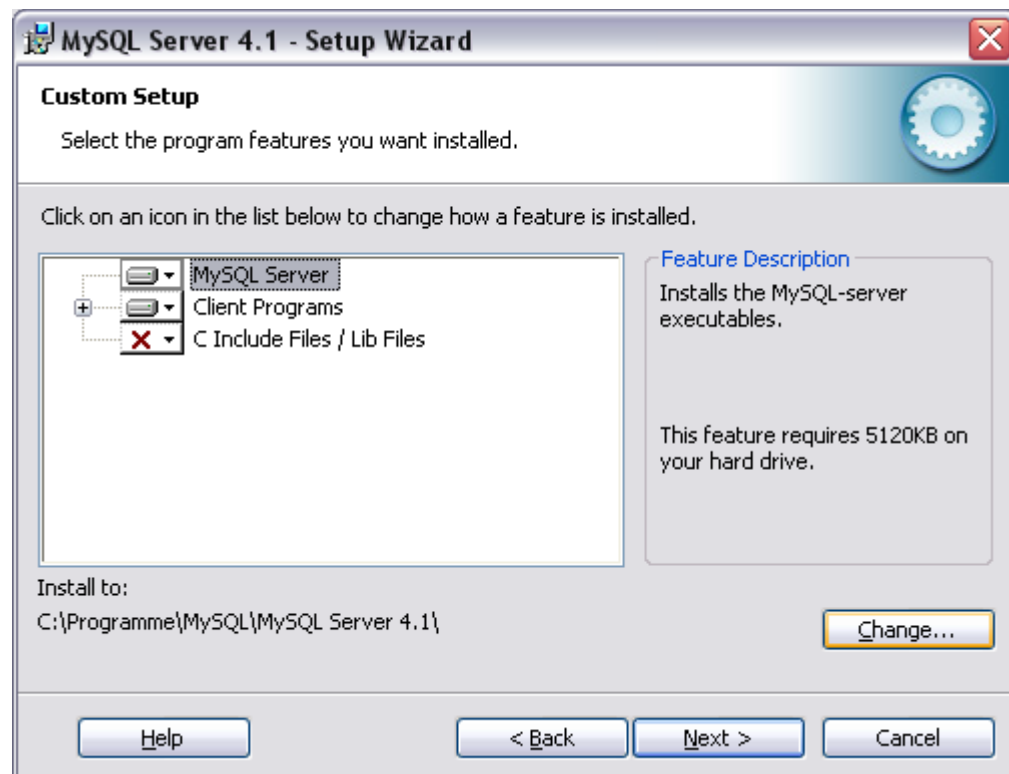 MySQL Server 4.1 - Setup Wizard
Custom Setup
Select the program features you want installed.
Click on an icon in the list below to change how a feature is installed.
MySQL Server
Client Programs
C Include Files / Lib Files
Feature Description
Installs the MySQL-server
executables.
This feature requires 5120KB on
your hard drive.
Install to:
C:\Programme\MySQL\MySQL Server 4.1\
Change...
Help
< Back
Next >
Cancel